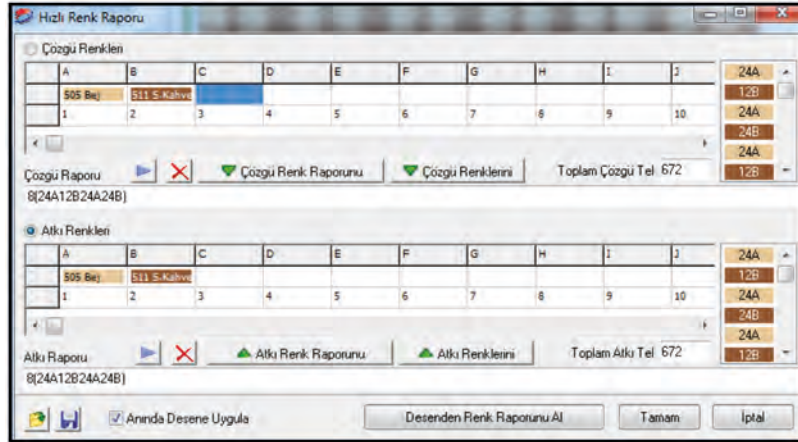 Hızlı Renk Raporu
Çözgü Renkleri
A B C D E F G H I J
505 Bej 511 S-Kahve
1 2 3 4 5 6 7 8 9 10
24A
12B
24A
24B
24A
12B
Çözgü Raporu Çözgü Renk Raporunu Çözgü Renklerini Toplam Çözgü Tel 672
8(24A12B24A24B)
Atkı Renkleri
A B C D E F G H I J
505 Bej 511 S-Kahve
1 2 3 4 5 6 7 8 9 10
24A
12B
24A
24B
24A
12B
Atkı Raporu Atkı Renk Raporunu Atkı Renklerini Toplam Atkı Tel 672
8(24A12B24A24B)
Anında Desene Uygula Desenden Renk Raporunu Al Tamam İptal